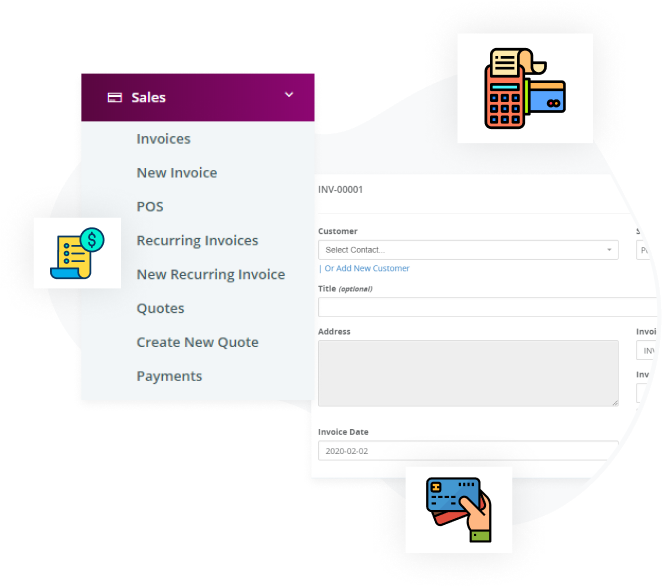 Sales
Invoices
New Invoice
POS
Recurring Invoices
New Recurring Invoice
Quotes
Create New Quote
Payments
INV-00001
Customer
Select Contact...
| Or Add New Customer
Title (optional)
Address
Invoi
INV
Inv
Invoice Date
2020-02-02
$